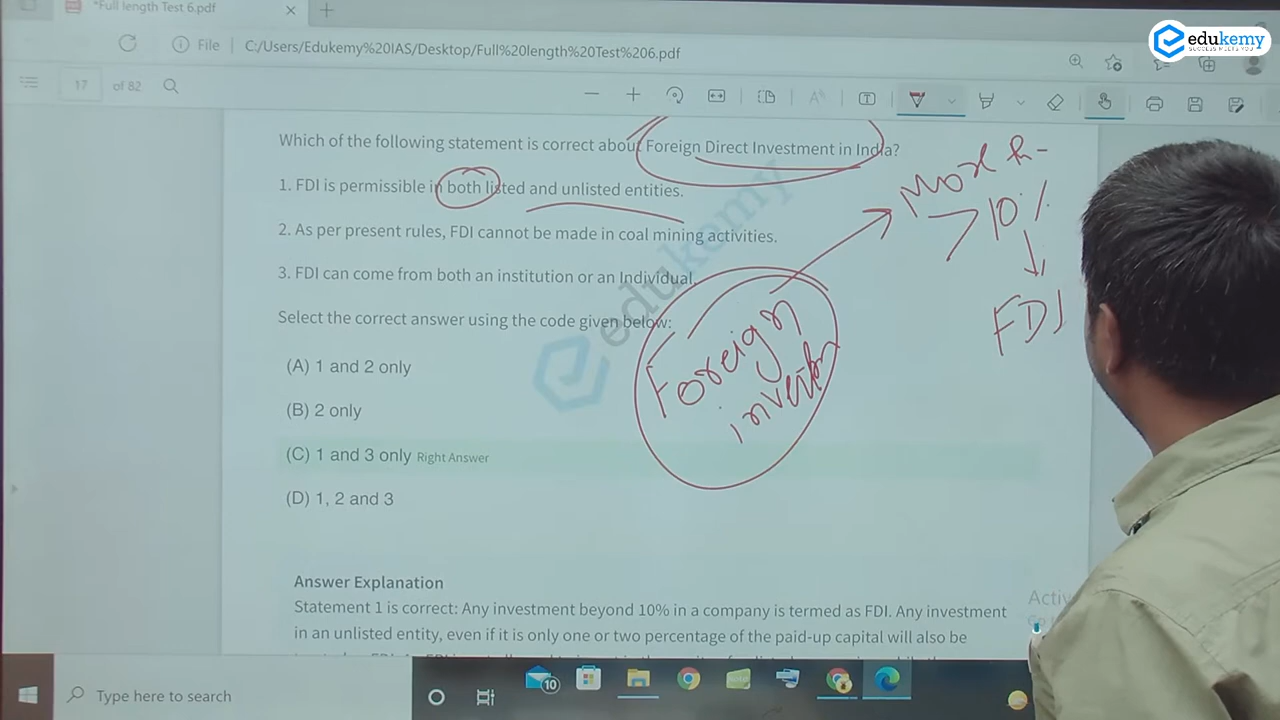 *Full length Test 6.pdf
edukemy
SUCCESS MEETS YOU
File C:/Users/Edukemy%20IAS/Desktop/Full%20length%20Test%206.pdf
17 of 82
Which of the following statement is correct about Foreign Direct Investment in India?
1. FDI is permissible in both listed and unlisted entities.
2. As per present rules, FDI cannot be made in coal mining activities.
3. FDI can come from both an institution or an Individual.
Select the correct answer using the code given below:
(A) 1 and 2 only
(B) 2 only
(C) 1 and 3 only Right Answer
(D) 1, 2 and 3
10%
FDI
Foreign
edukemy
Answer Explanation
Statement 1 is correct: Any investment beyond 10% in a company is termed as FDI. Any investment
in an unlisted entity, even if it is only one or two percentage of the paid-up capital will also be
Activ
Type here to search
10